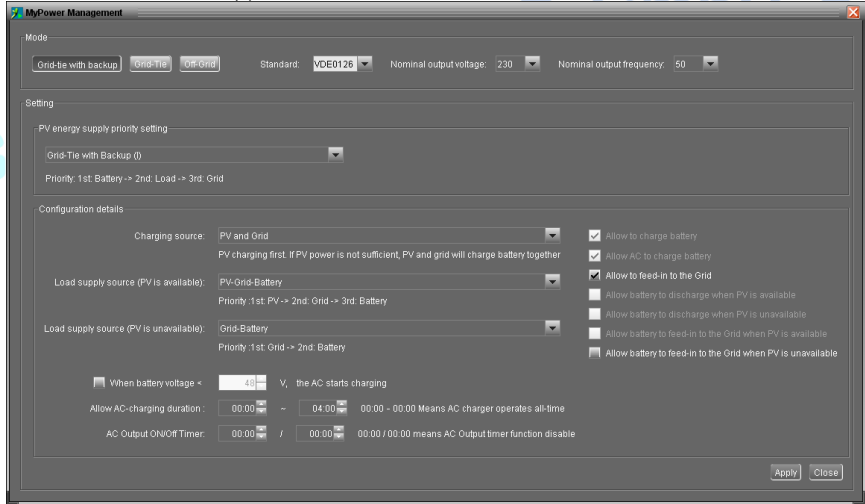 MyPower Management
Mode
Grid-tie with backup Grid-Tie Off-Grid Standard: VDE0126 Nominal output voltage: 230 Nominal output frequency: 50
Setting
PV energy supply priority setting
Grid-Tie with Backup (I)
Priority: 1st: Battery -> 2nd: Load -> 3rd: Grid
Configuration details
Charging source: PV and Grid
PV charging first. If PV power is not sufficient, PV and grid will charge battery together
Load supply source (PV is available): PV-Grid-Battery
Priority :1st: PV -> 2nd: Grid -> 3rd: Battery
Load supply source (PV is unavailable): Grid-Battery
Priority :1st: Grid -> 2nd: Battery
Allow to charge battery
Allow AC to charge battery
Allow to feed-in to the Grid
Allow battery to discharge when PV is available
Allow battery to discharge when PV is unavailable
Allow battery to feed-in to the Grid when PV is available
Allow battery to feed-in to the Grid when PV is unavailable
When battery voltage < 48 V, the AC starts charging
Allow AC-charging duration : 00:00 ~ 04:00 00:00 - 00:00 Means AC charger operates all-time
AC Output ON/Off Timer: 00:00 / 00:00 00:00 / 00:00 means AC Output timer function disable
Apply Close